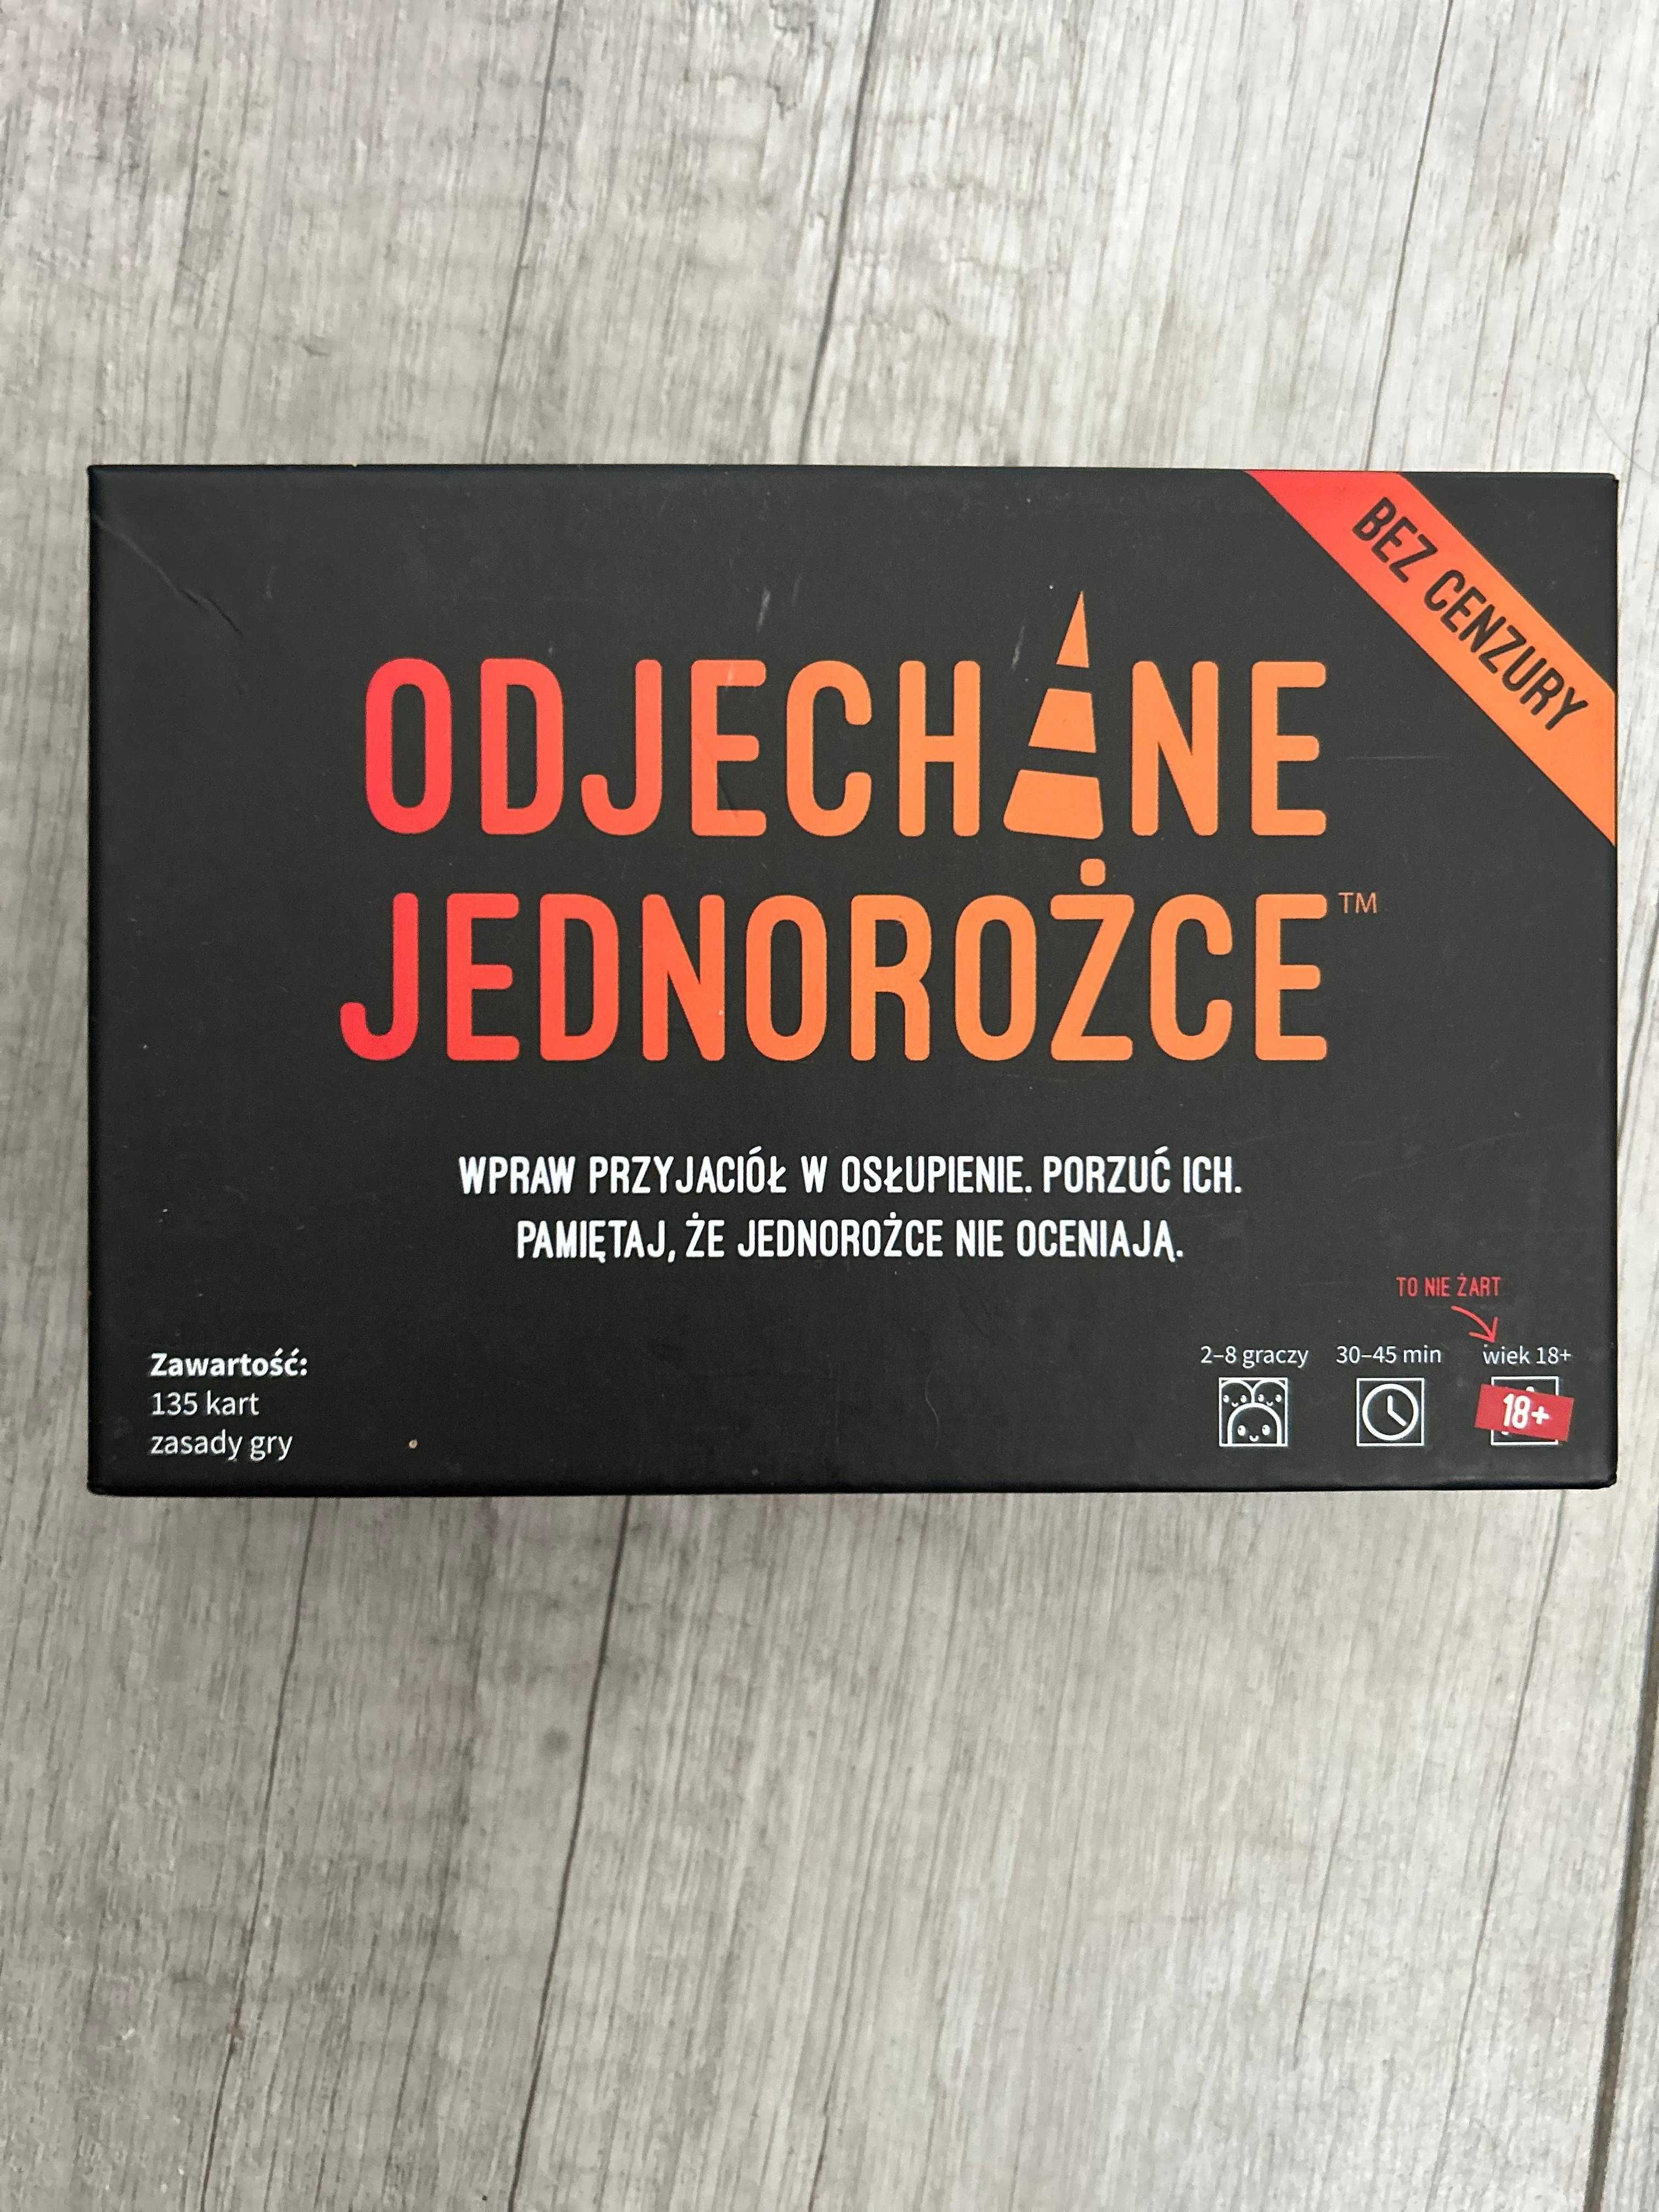 BEZ CENZURY
ODJECHANE
JEDNOROŻCE™
WPRAW PRZYJACIÓŁ W OSŁUPIENIE. PORZUĆ ICH.
PAMIĘTAJ, ŻE JEDNOROŻCE NIE OCENIAJĄ.
TO NIE ŻART
Zawartość:
135 kart
zasady gry
2–8 graczy
30–45 min
wiek 18+
18+